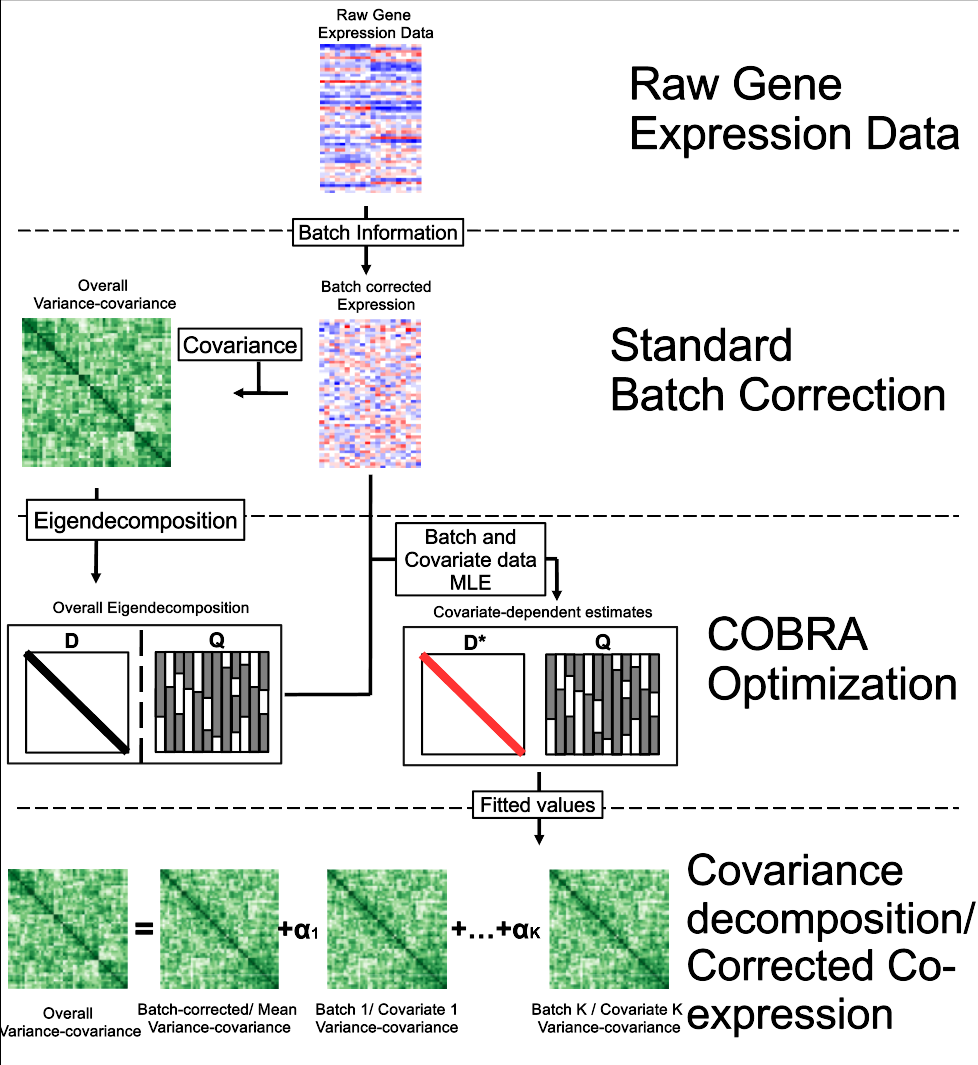 Raw Gene
Expression Data
Raw Gene
Expression Data
Batch Information
Overall
Variance-covariance
Batch corrected
Expression
Covariance
Standard
Batch Correction
Eigendecomposition
Batch and
Covariate data
MLE
Overall Eigendecomposition
Covariate-dependent estimates
D
Q
D*
Q
COBRA
Optimization
Fitted values
=
+α1
+...+αK
Covariance
decomposition/
Corrected Co-
expression
Overall
Variance-covariance
Batch-corrected/ Mean
Variance-covariance
Batch 1/ Covariate 1
Variance-covariance
Batch K / Covariate K
Variance-covariance